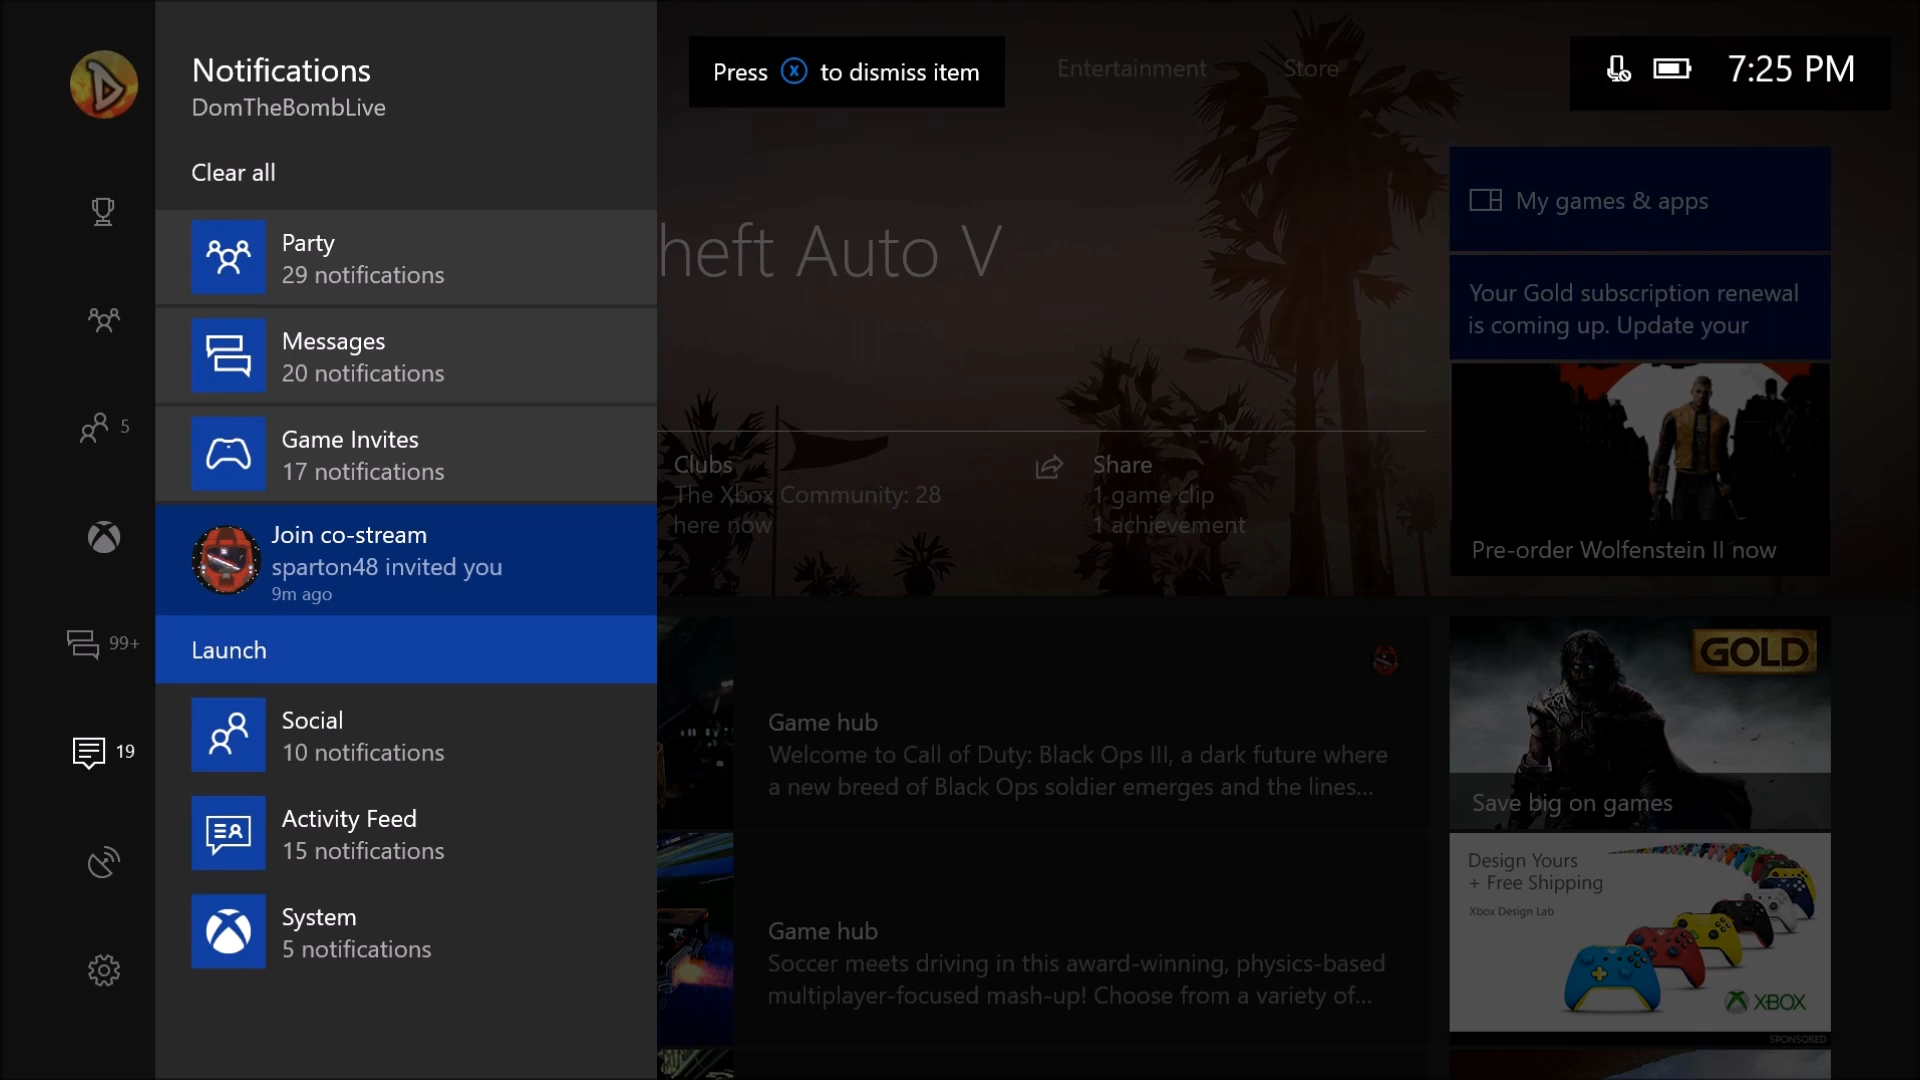 Notifications
DomTheBombLive
Clear all
Party
29 notifications
Messages
20 notifications
Game Invites
17 notifications
Join co-stream
sparton48 invited you
9m ago
Launch
Social
10 notifications
Activity Feed
15 notifications
System
5 notifications
5
99+
19
Press X to dismiss item
Entertainment
Store
7:25 PM
heft Auto V
Clubs
The Xbox Community: 28
here now
Share
1 game clip
1 achievement
My games & apps
Your Gold subscription renewal
is coming up. Update your
Pre-order Wolfenstein II now
Game hub
Welcome to Call of Duty: Black Ops III, a dark future where
a new breed of Black Ops soldier emerges and the lines...
Game hub
Soccer meets driving in this award-winning, physics-based
multiplayer-focused mash-up! Choose from a variety of...
GOLD
Save big on games
Design Yours
+ Free Shipping
Xbox Design Lab
XBOX
SPONSORED